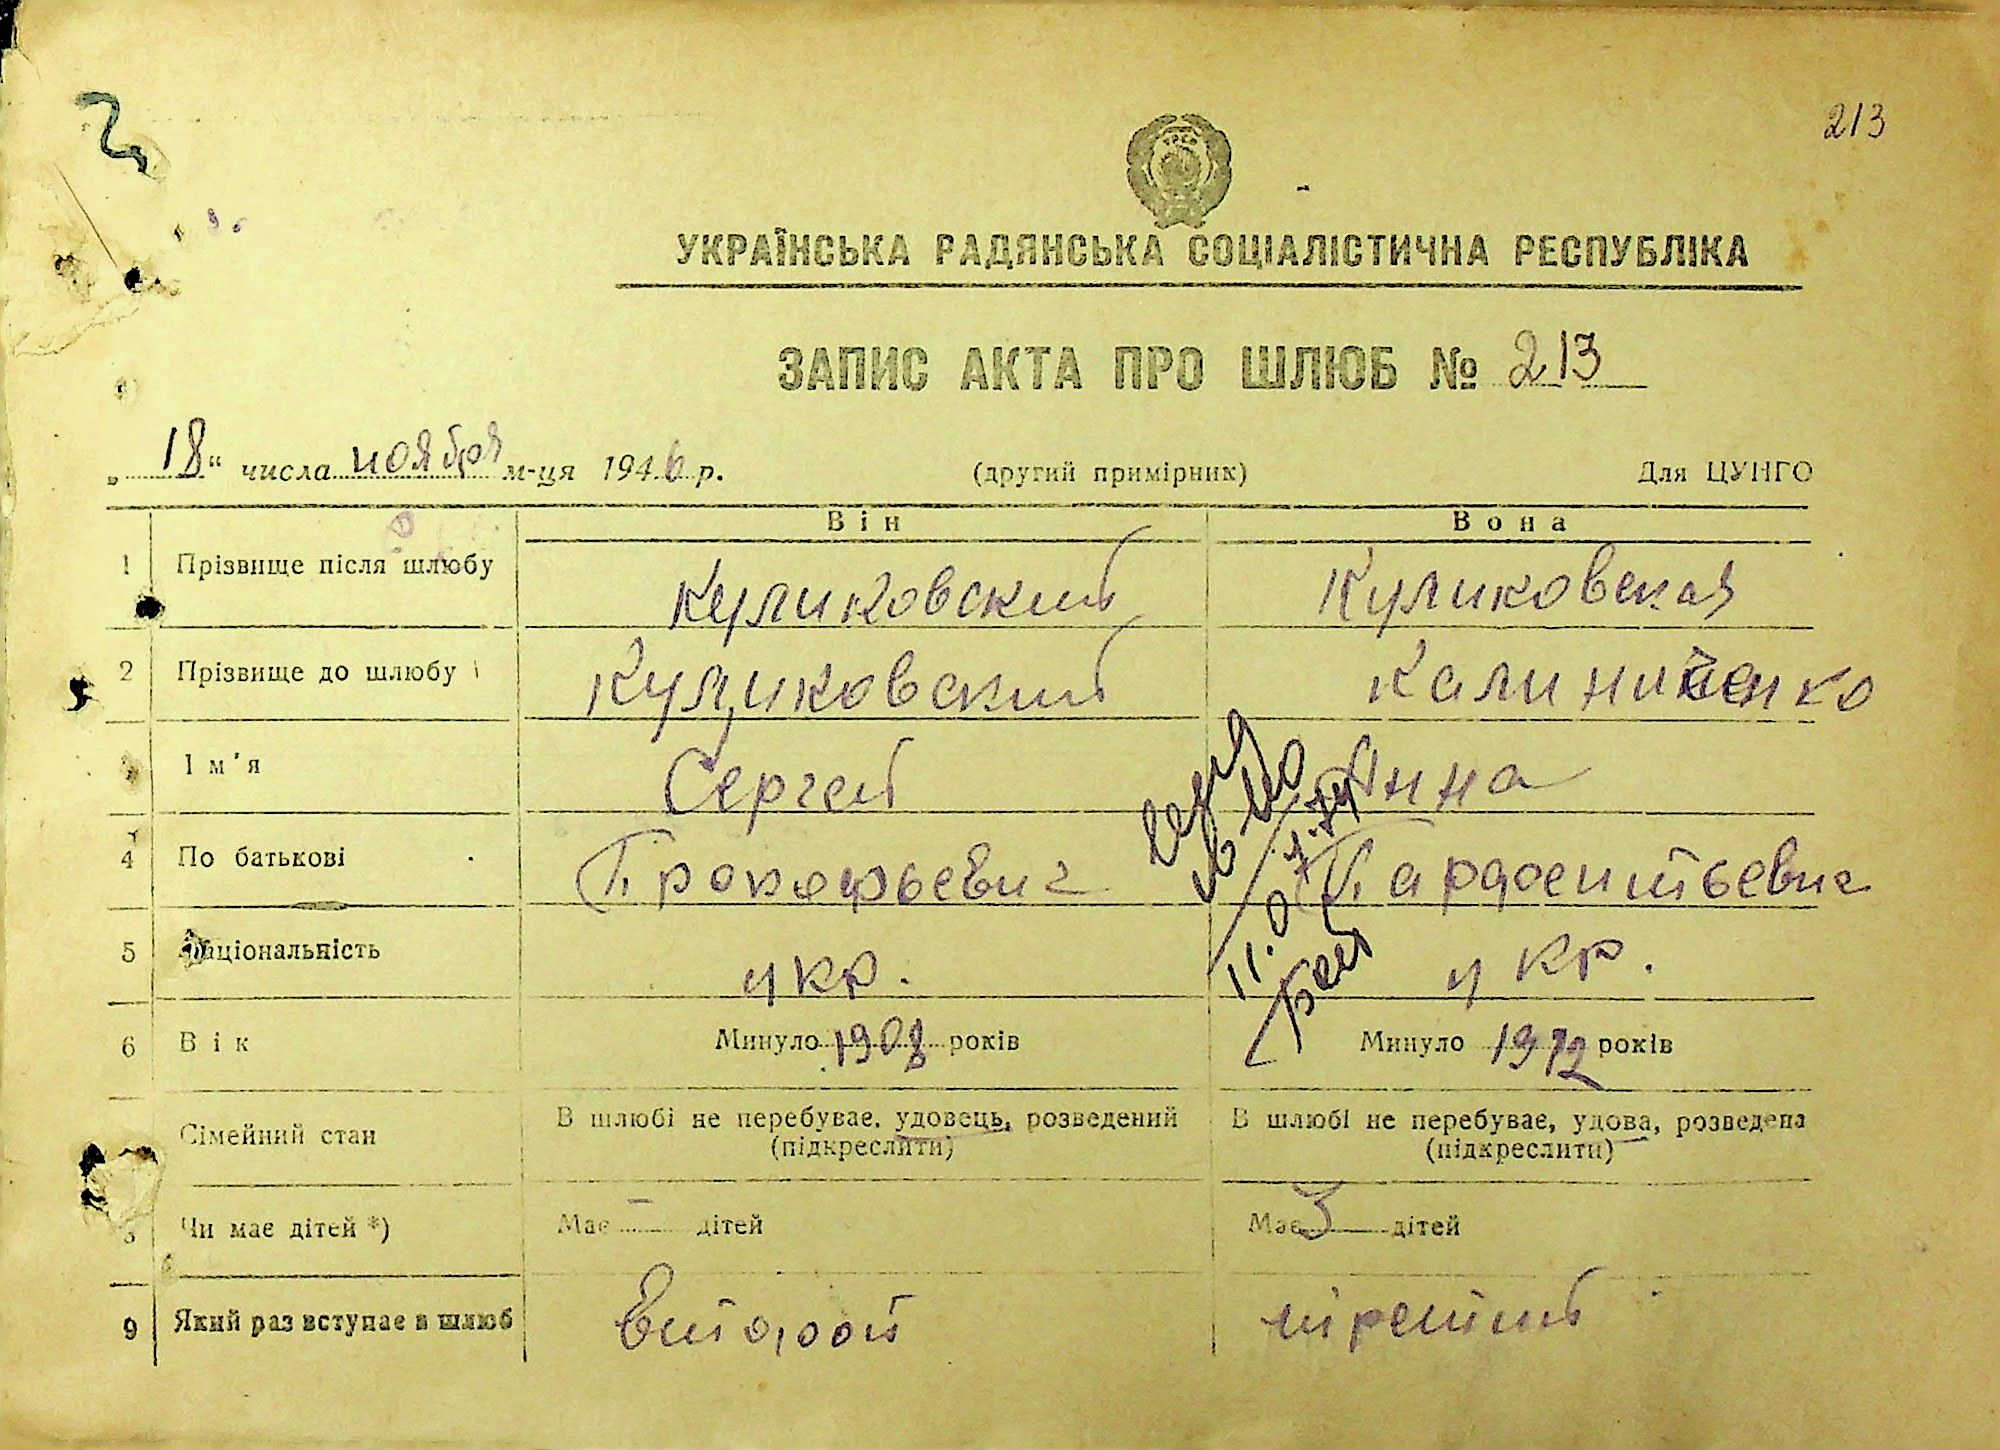 213
УКРАЇНСЬКА РАДЯНСЬКА СОЦІАЛІСТИЧНА РЕСПУБЛІКА
ЗАПИС АКТА ПРО ШЛЮБ № 213
„18“ числа ноября м-ця 1946 р. (другий примірник) Для ЦУНГО
Він Вона
1 Прізвище після шлюбу Куликовский Куликовская
2 Прізвище до шлюбу Куликовский Калиниченко
Ім'я Сергей Анна
4 По батькові Прокофьевич Парфентьевич
5 Національність укр. укр.
6 Вік Минуло 1908 років Минуло 1912 років
Сімейний стан В шлюбі не перебуває, удовець, розведений В шлюбі не перебуває, удова, розведена
(підкреслити) (підкреслити)
Чи має дітей *) Має – дітей Має 3 дітей
9 Який раз вступає в шлюб второй третий